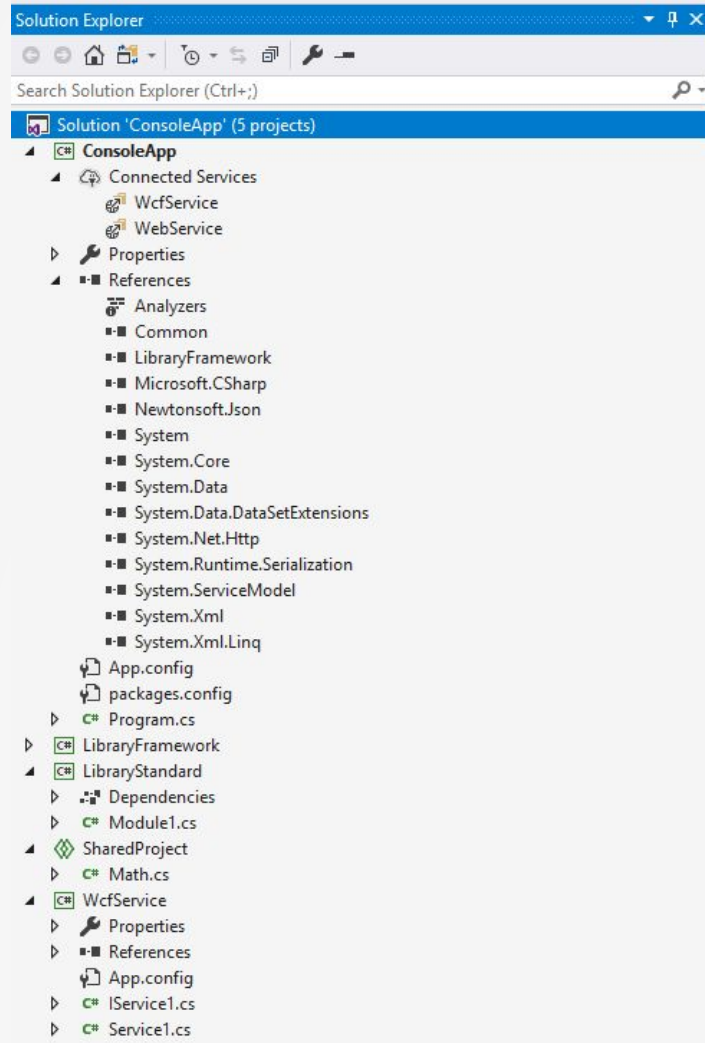 Solution Explorer
Search Solution Explorer (Ctrl+;)
Solution 'ConsoleApp' (5 projects)
C# ConsoleApp
Connected Services
WcfService
WebService
Properties
References
Analyzers
Common
LibraryFramework
Microsoft.CSharp
Newtonsoft.Json
System
System.Core
System.Data
System.Data.DataSetExtensions
System.Net.Http
System.Runtime.Serialization
System.ServiceModel
System.Xml
System.Xml.Linq
App.config
packages.config
C# Program.cs
C# LibraryFramework
C# LibraryStandard
Dependencies
C# Module1.cs
SharedProject
C# Math.cs
C# WcfService
Properties
References
App.config
C# IService1.cs
C# Service1.cs